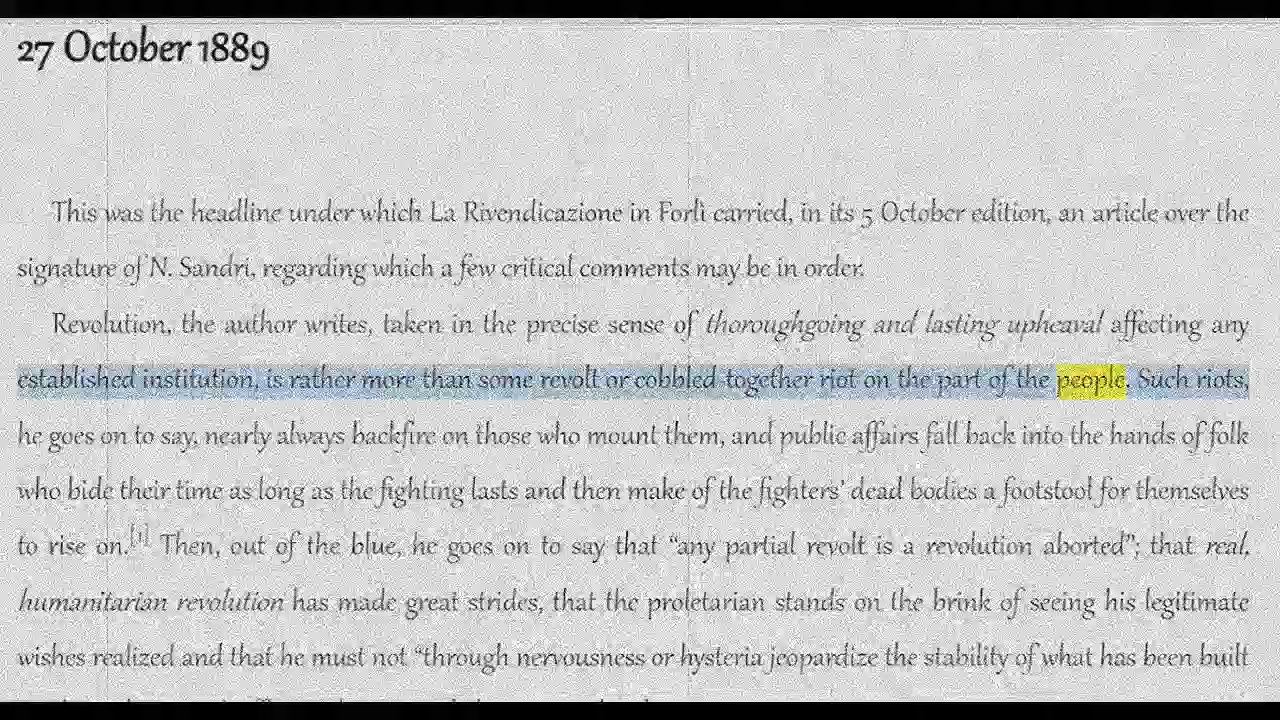 27 October 1889
This was the headline under which La Rivendicazione in Forlì carried, in its 5 October edition, an article over the
signature of N. Sandri, regarding which a few critical comments may be in order.
Revolution, the author writes, taken in the precise sense of thoroughgoing and lasting upheaval affecting any
established institution, is rather more than some revolt or cobbled together riot on the part of the people. Such riots,
he goes on to say, nearly always backfire on those who mount them, and public affairs fall back into the hands of folk
who bide their time as long as the fighting lasts and then make of the fighters’ dead bodies a footstool for themselves
to rise on.[1] Then, out of the blue, he goes on to say that “any partial revolt is a revolution aborted”; that real,
humanitarian revolution has made great strides, that the proletarian stands on the brink of seeing his legitimate
wishes realized and that he must not “through nervousness or hysteria jeopardize the stability of what has been built